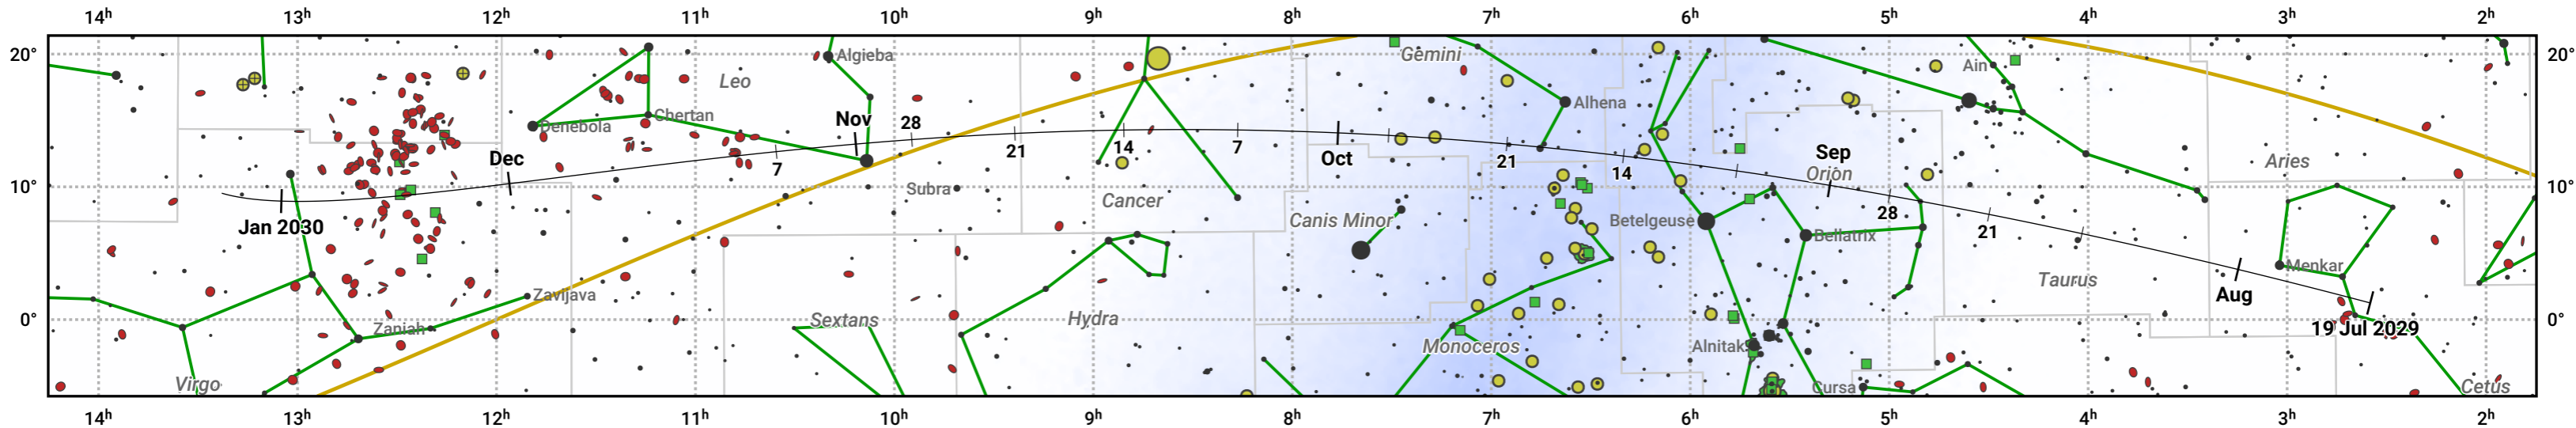 14h 13h 12h 11h 10h 9h 8h 7h 6h 5h 4h 3h 2h
20° 20°
Algieba
Gemini
Ain
Leo
Alhena
Chertan
Denebola
Nov
28
21
14
7
Oct
21
14
Sep
Orion
28
21
Aries
Dec
7
10° 10°
Subra
Cancer
Canis Minor
Betelgeuse
Bellatrix
Jan 2030
Menkar
Taurus
Aug
Zavijava
0° 0°
Zaniah
Sextans
Hydra
19 Jul 2029
Monoceros
Alnitak
Virgo
Cursa
Cetus
14h 13h 12h 11h 10h 9h 8h 7h 6h 5h 4h 3h 2h